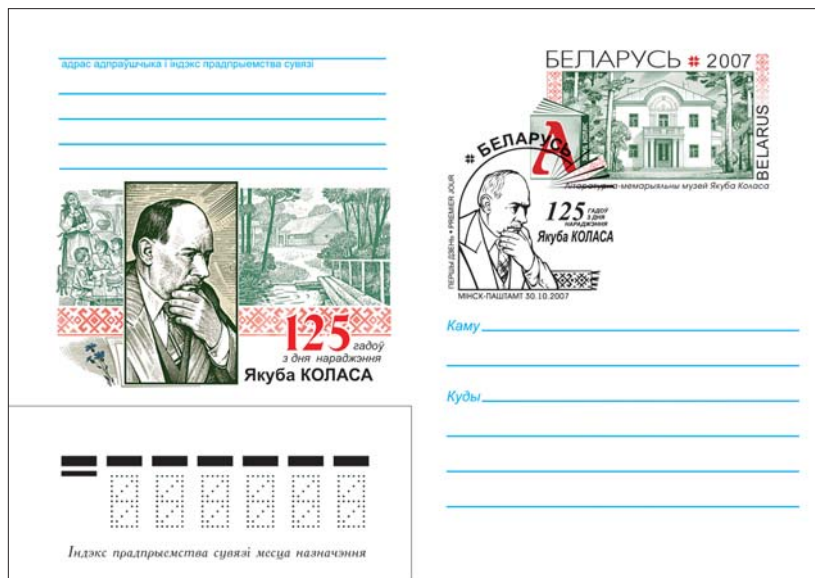 адрас адпраўшчыка і індэкс прадпрыемства сувязі
БЕЛАРУСЬ 2007
BELARUS
А
Літаратурна-мемарыяльны музей Якуба Коласа
БЕЛАРУСЬ
ПЕРШЫ ДЗЕНЬ • PREMIER JOUR
125 ГАДОЎ
З ДНЯ
НАРАДЖЭННЯ
Якуба КОЛАСА
МІНСК-ПАШТАМТ 30.10.2007
125 гадоў
з дня нараджэння
Якуба КОЛАСА
Каму
Куды
Індэкс прадпрыемства сувязі месца назначэння